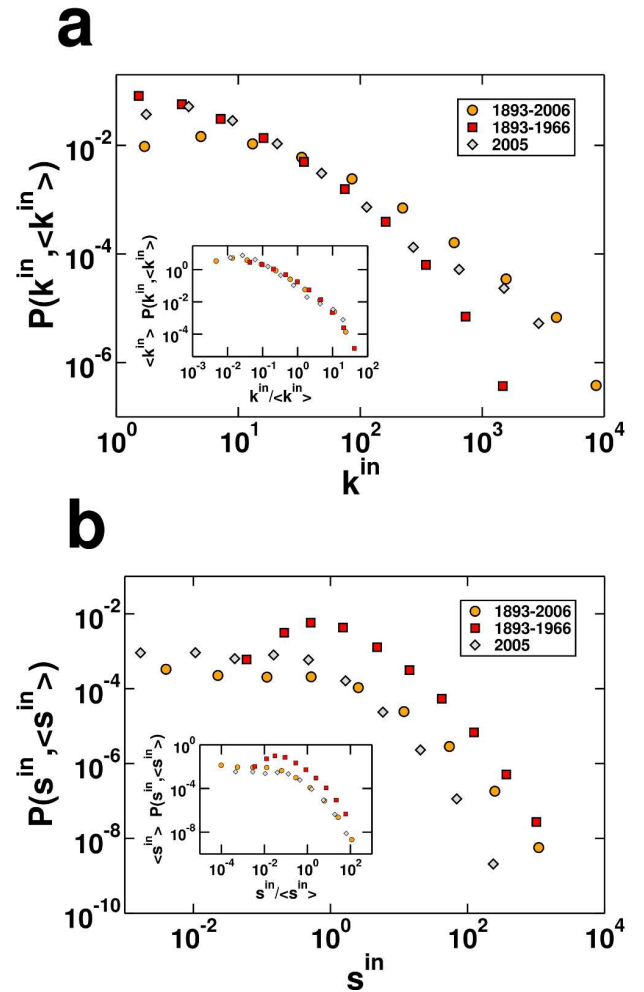 a
P(k^in,<k^in>)
10^-2
10^-4
10^-6
1893-2006
1893-1966
2005
<k^in> P(k^in,<k^in>)
10^0
10^-2
10^-4
10^-3 10^-2 10^-1 10^0 10^1 10^2
k^in/<k^in>
10^0 10^1 10^2 10^3 10^4
k^in
b
P(s^in,<s^in>)
10^-2
10^-4
10^-6
10^-8
10^-10
1893-2006
1893-1966
2005
<s^in> P(s^in,<s^in>)
10^0
10^-4
10^-8
10^-4 10^-2 10^0 10^2
s^in/<s^in>
10^-2 10^0 10^2 10^4
s^in